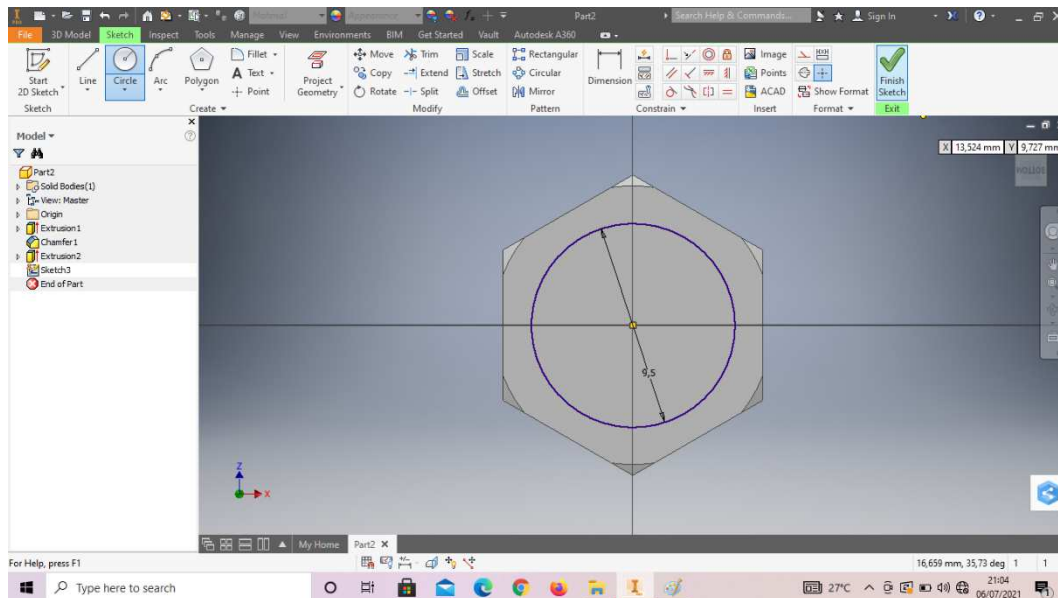 Material
Appearance
Part2
Search Help & Commands...
Sign In
File 3D Model Sketch Inspect Tools Manage View Environments BIM Get Started Vault Autodesk A360
Start 2D Sketch
Line
Circle
Arc
Polygon
Fillet
Text
Point
Project Geometry
Move
Copy
Rotate
Trim
Extend
Split
Scale
Stretch
Offset
Rectangular
Circular
Mirror
Dimension
Image
Points
ACAD
Show Format
Finish Sketch
Sketch Create Modify Pattern Constrain Insert Format Exit
Model
Part2
Solid Bodies(1)
View: Master
Origin
Extrusion1
Chamfer1
Extrusion2
Sketch3
End of Part
X 13,524 mm Y 9,727 mm
BOTTOM
9,5
Z
X
My Home Part2
For Help, press F1
16,659 mm, 35,73 deg 1 1
Type here to search
27°C
21:04
06/07/2021